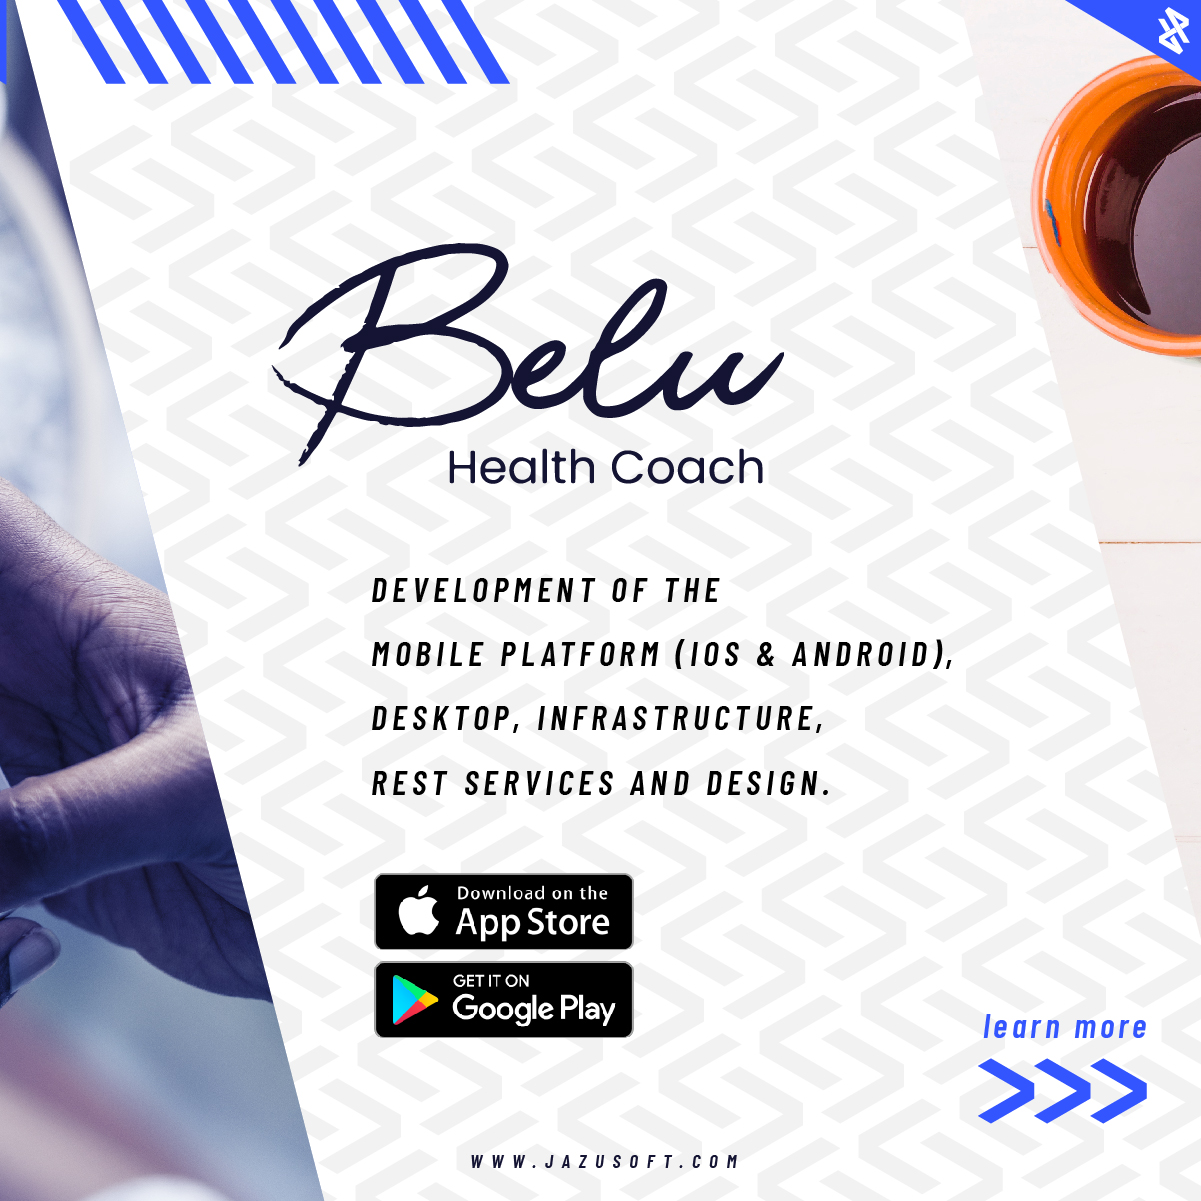 Belu
Health Coach
DEVELOPMENT OF THE
MOBILE PLATFORM (IOS & ANDROID),
DESKTOP, INFRASTRUCTURE,
REST SERVICES AND DESIGN.
Download on the
App Store
GET IT ON
Google Play
learn more
WWW.JAZUSOFT.COM